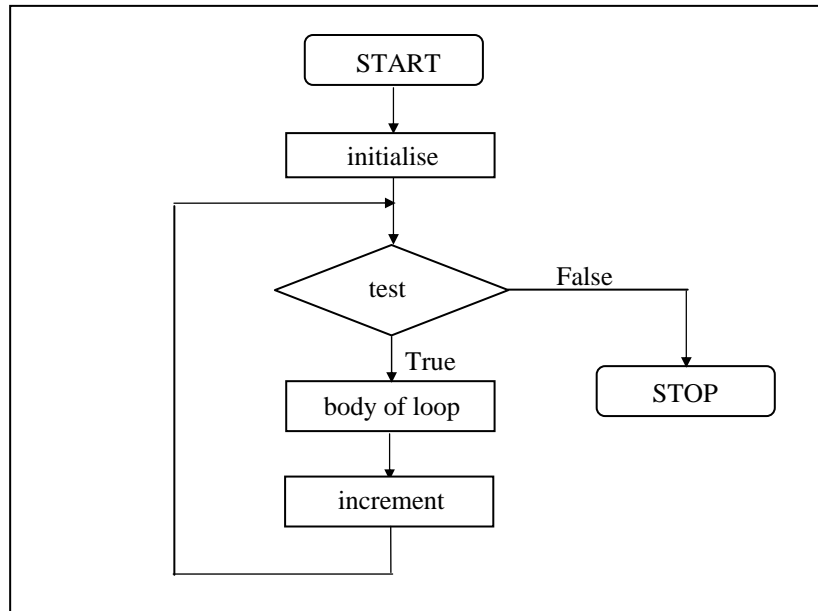 START
initialise
test
False
True
STOP
body of loop
increment